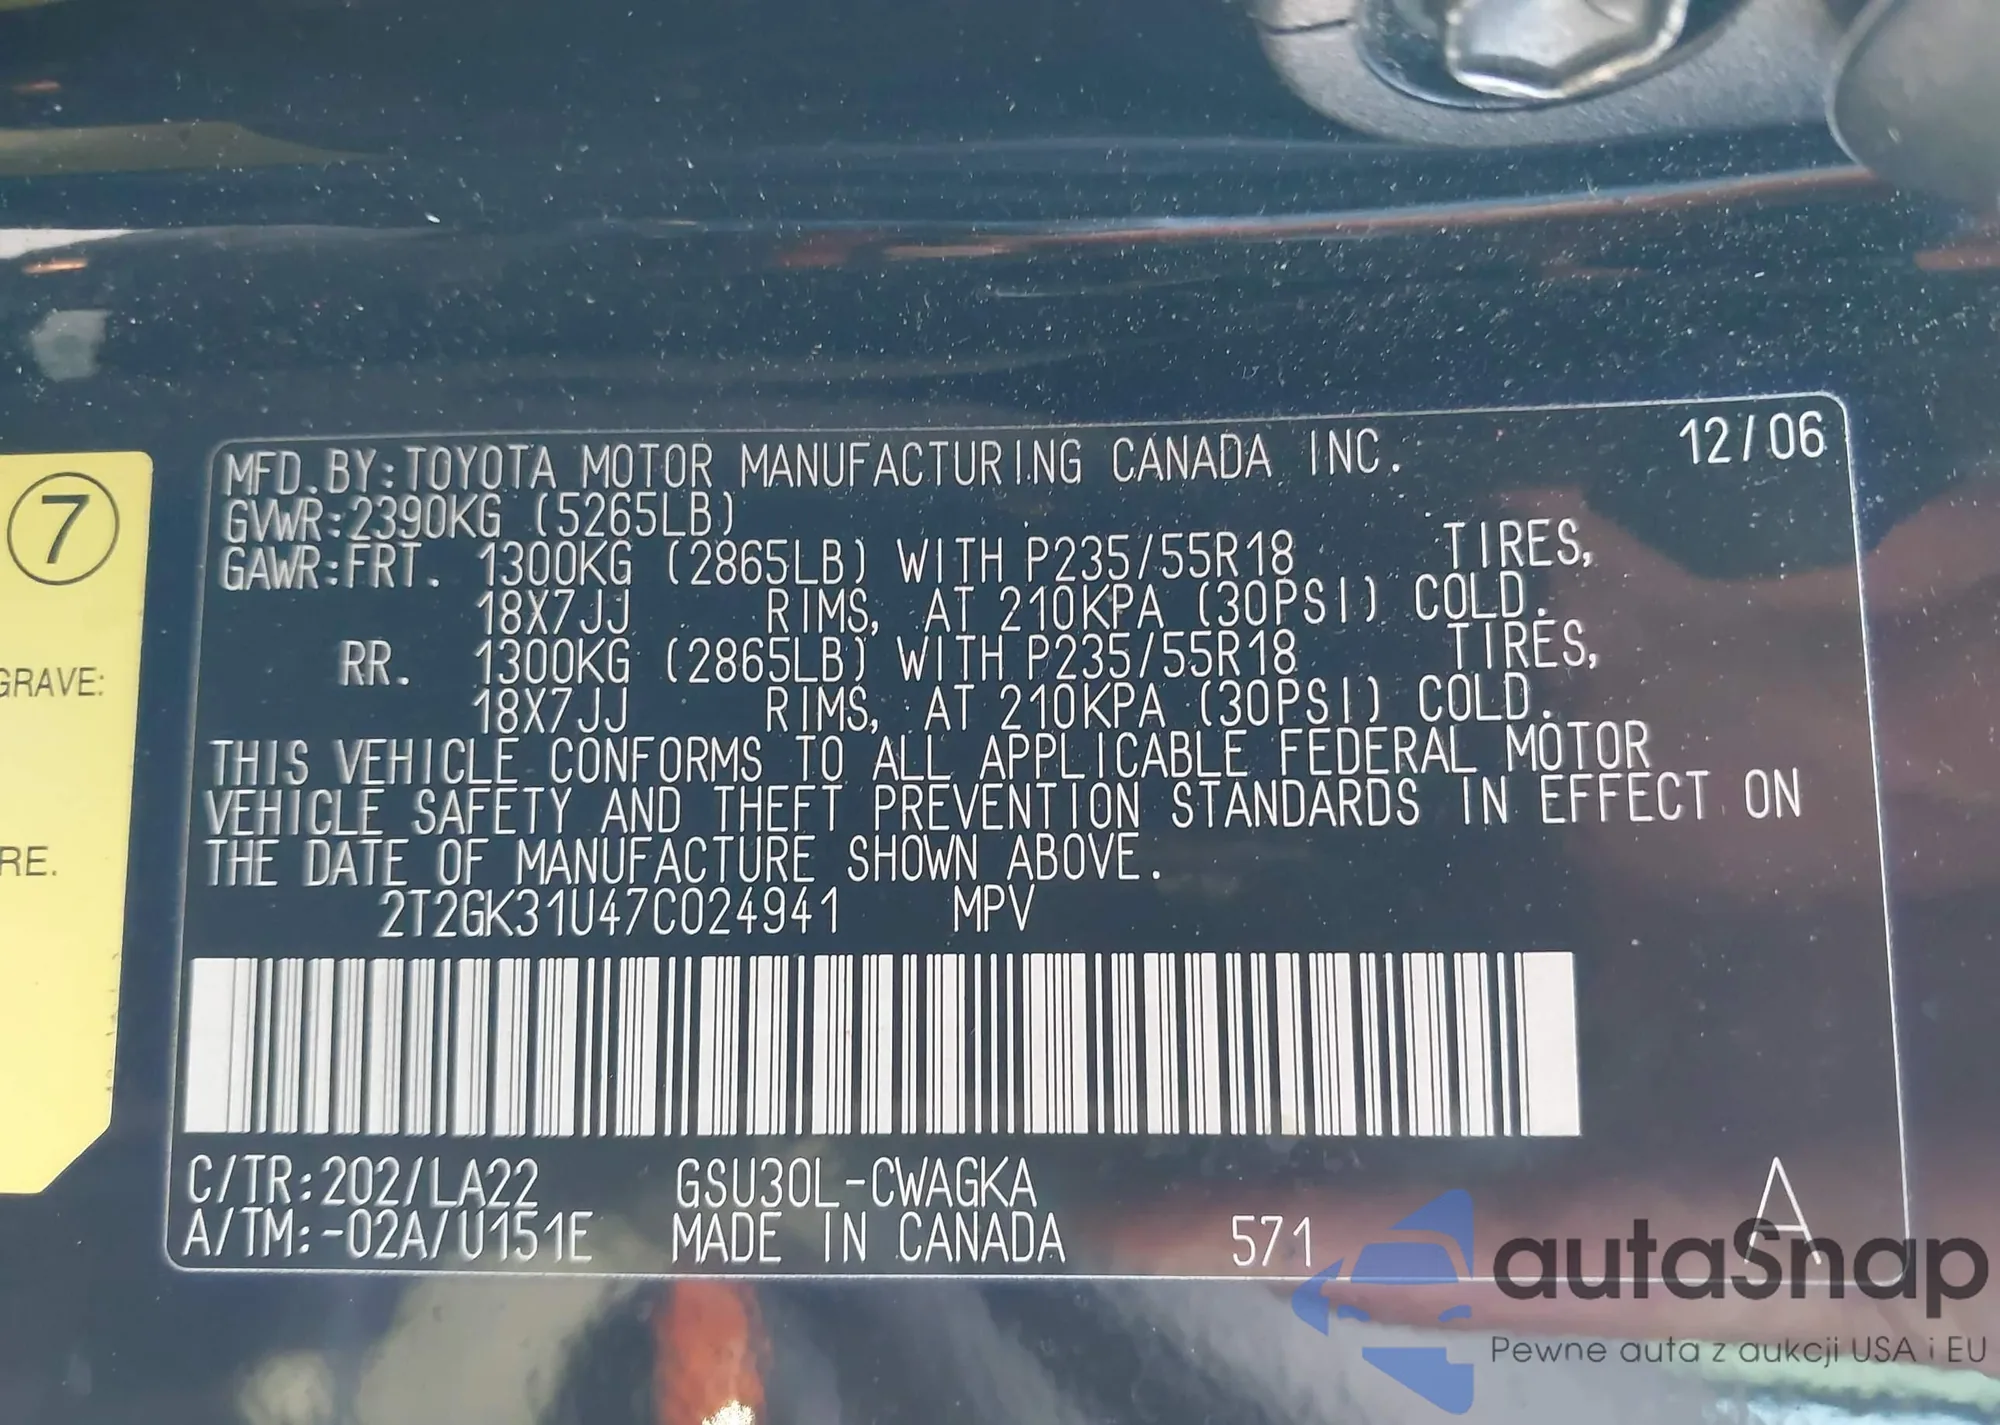 7
GRAVE:
RE.
MFD.BY:TOYOTA MOTOR MANUFACTURING CANADA INC. 12/06
GVWR:2390KG (5265LB)
GAWR:FRT. 1300KG (2865LB) WITH P235/55R18 TIRES,
18X7JJ RIMS, AT 210KPA (30PSI) COLD.
RR. 1300KG (2865LB) WITH P235/55R18 TIRES,
18X7JJ RIMS, AT 210KPA (30PSI) COLD.
THIS VEHICLE CONFORMS TO ALL APPLICABLE FEDERAL MOTOR
VEHICLE SAFETY AND THEFT PREVENTION STANDARDS IN EFFECT ON
THE DATE OF MANUFACTURE SHOWN ABOVE.
2T2GK31U47C024941 MPV
C/TR:202/LA22 GSU30L-CWAGKA
A/TM:-02A/U151E MADE IN CANADA 571 A
autaSnap
Pewne auta z aukcji USA i EU